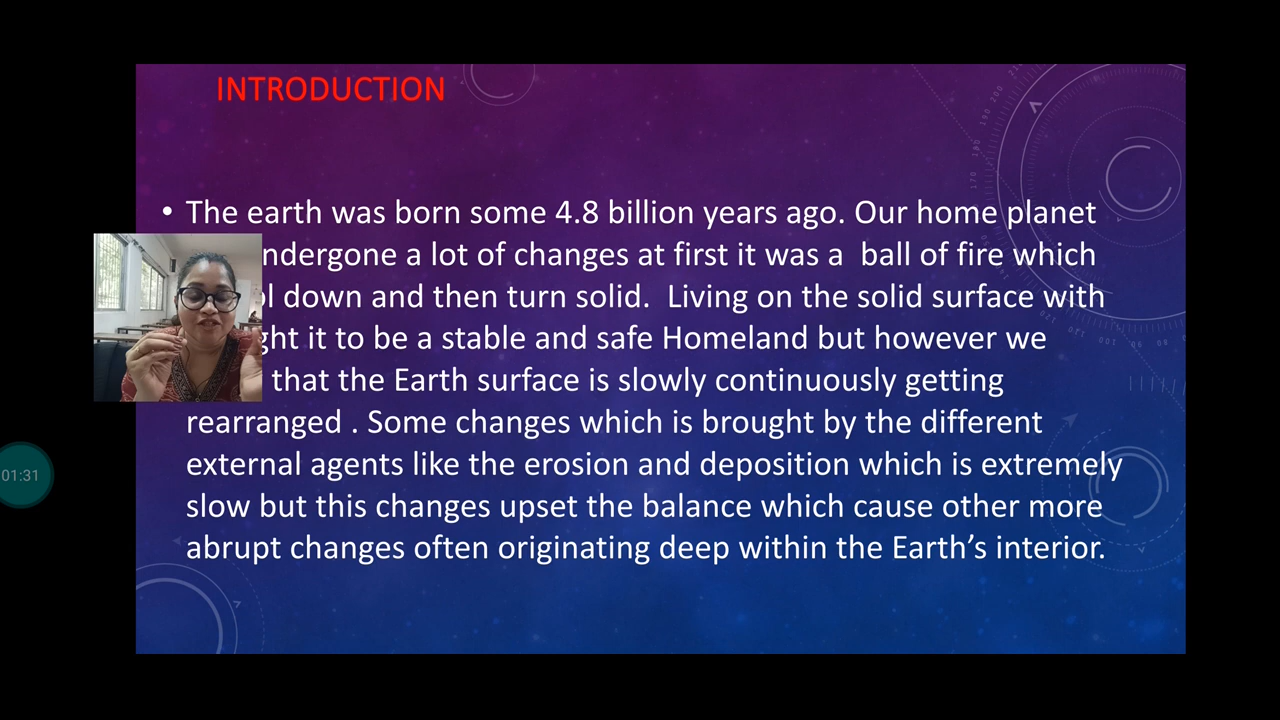 INTRODUCTION
• The earth was born some 4.8 billion years ago. Our home planet
ndergone a lot of changes at first it was a ball of fire which
l down and then turn solid. Living on the solid surface with
ght it to be a stable and safe Homeland but however we
that the Earth surface is slowly continuously getting
rearranged . Some changes which is brought by the different
external agents like the erosion and deposition which is extremely
slow but this changes upset the balance which cause other more
abrupt changes often originating deep within the Earth’s interior.
01:31